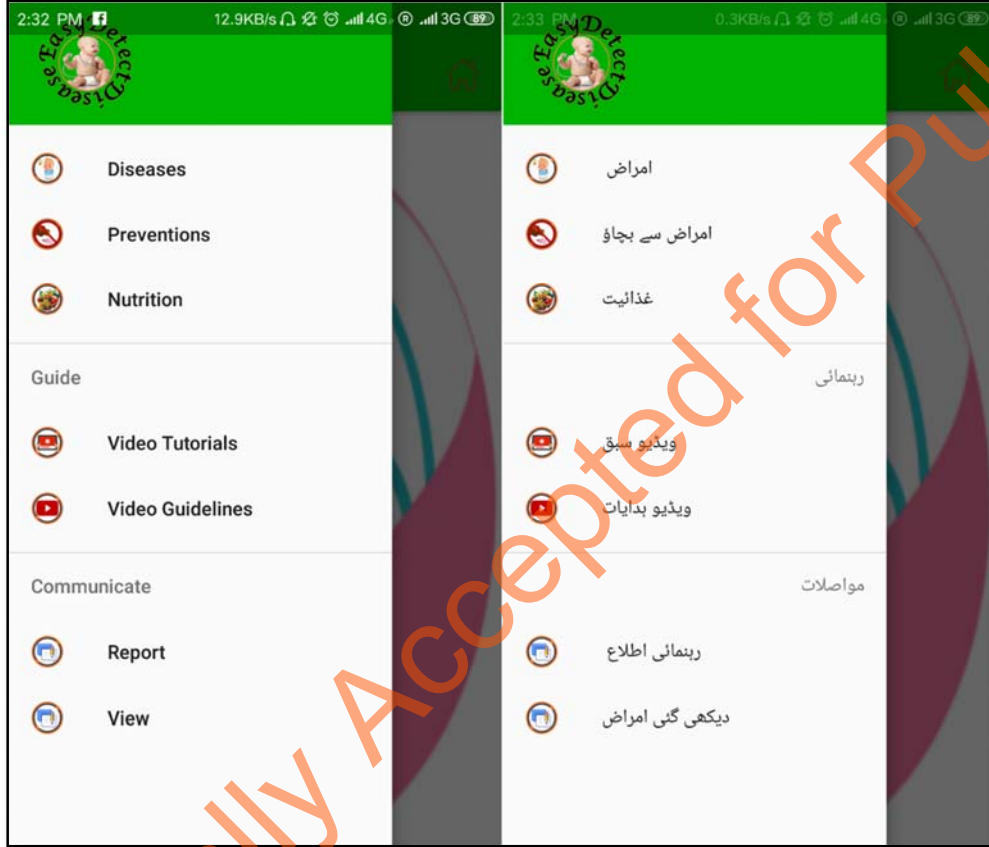 2:32 PM 12.9KB/s 4G R 3G 89
EasyDetectDisease
Diseases
Preventions
Nutrition
Guide
Video Tutorials
Video Guidelines
Communicate
Report
View
2:33 PM 0.3KB/s 4G R 3G 89
EasyDetectDisease
امراض
امراض سے بچاؤ
غذائیت
رہنمائی
ویڈیو سبق
ویڈیو ہدایات
مواصلات
رہنمائی اطلاع
دیکھی گئی امراض
Accepted for